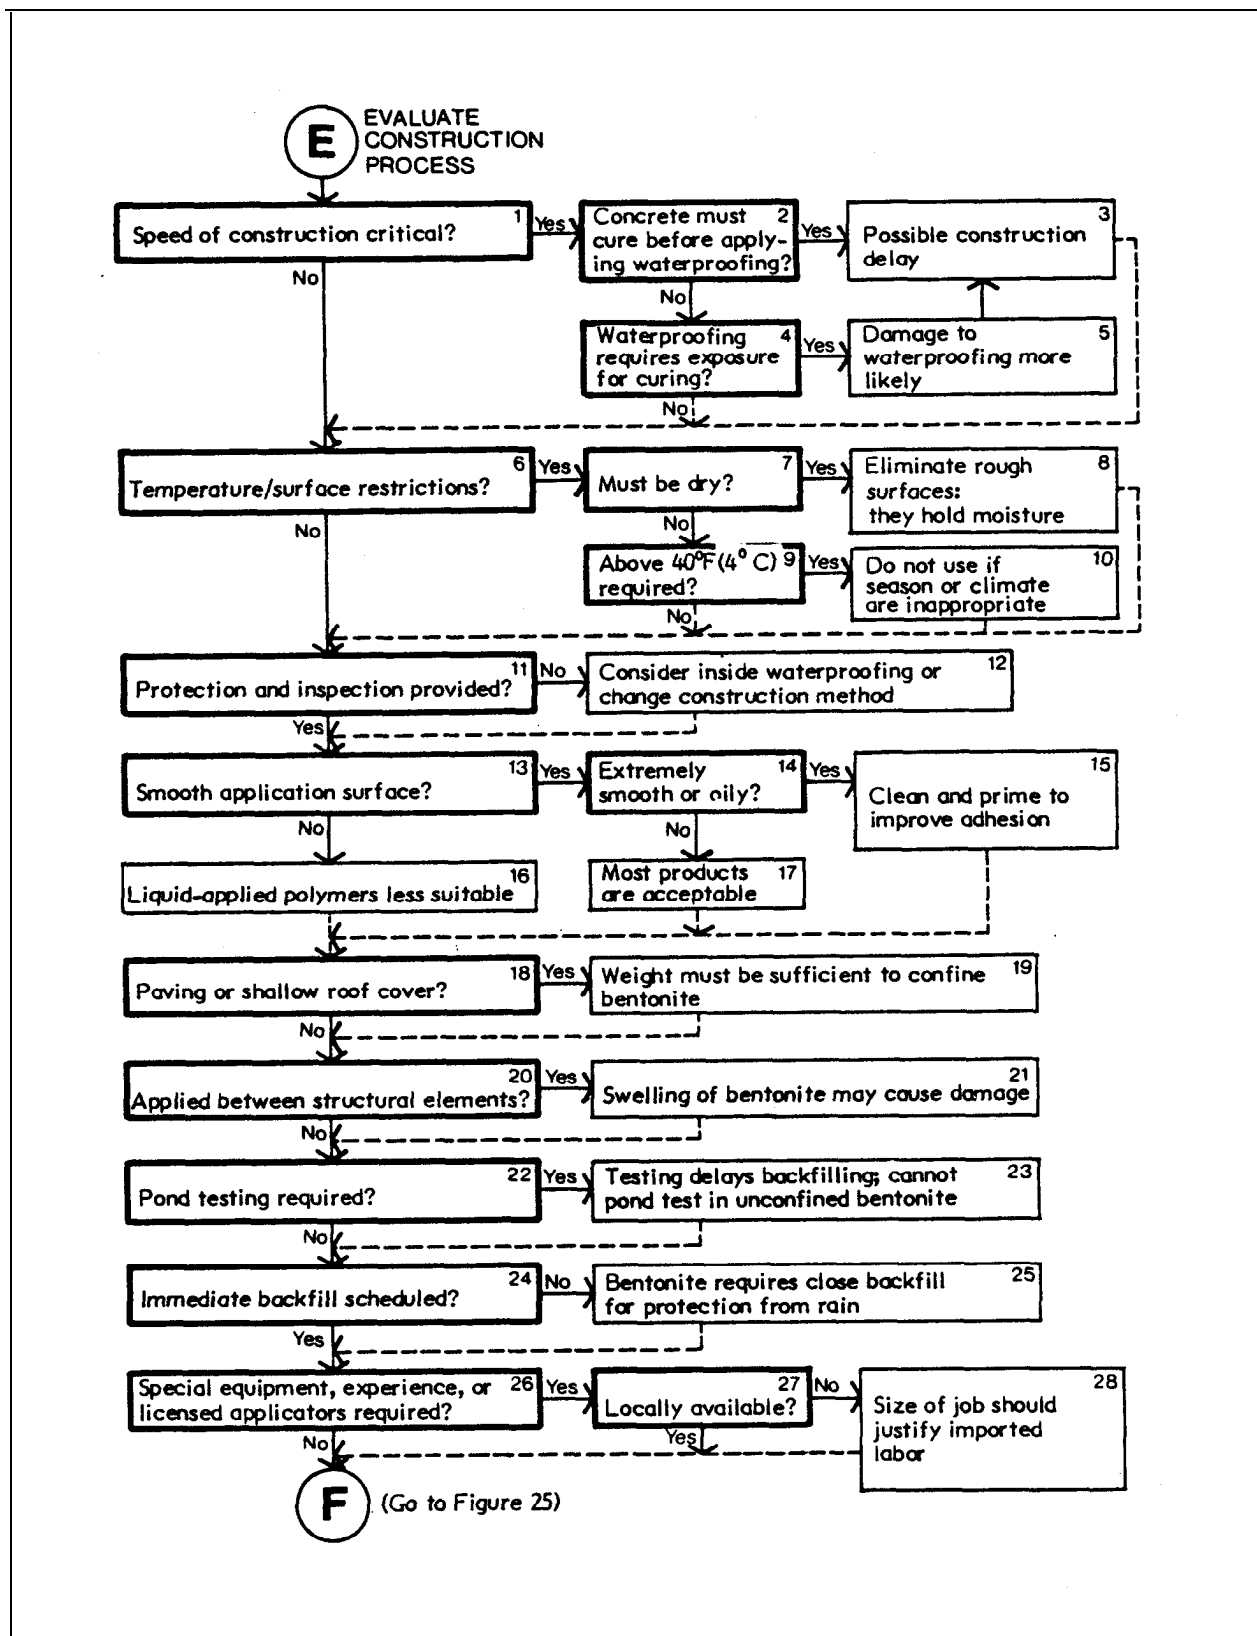 E
EVALUATE
CONSTRUCTION
PROCESS
1
Speed of construction critical?
Yes
Concrete must 2
cure before apply-
ing waterproofing?
Yes
3
Possible construction
delay
No
No
Waterproofing 4
requires exposure
for curing?
Yes
Damage to 5
waterproofing more
likely
No
6
Temperature/surface restrictions?
Yes
7
Must be dry?
Yes
Eliminate rough 8
surfaces:
they hold moisture
No
No
Above 40°F(4° C) 9
required?
Yes
10
Do not use if
season or climate
are inappropriate
No
11
Protection and inspection provided?
No
Consider inside waterproofing or 12
change construction method
Yes
13
Smooth application surface?
Yes
Extremely 14
smooth or oily?
Yes
15
Clean and prime to
improve adhesion
No
No
16
Liquid-applied polymers less suitable
Most products 17
are acceptable
18
Paving or shallow roof cover?
Yes
Weight must be sufficient to confine 19
bentonite
No
20
Applied between structural elements?
Yes
21
Swelling of bentonite may cause damage
No
22
Pond testing required?
Yes
Testing delays backfilling; cannot 23
pond test in unconfined bentonite
No
24
Immediate backfill scheduled?
No
Bentonite requires close backfill 25
for protection from rain
Yes
Special equipment, experience, or 26
licensed applicators required?
Yes
27
Locally available?
No
28
Size of job should
justify imported
labor
No
Yes
F
(Go to Figure 25)